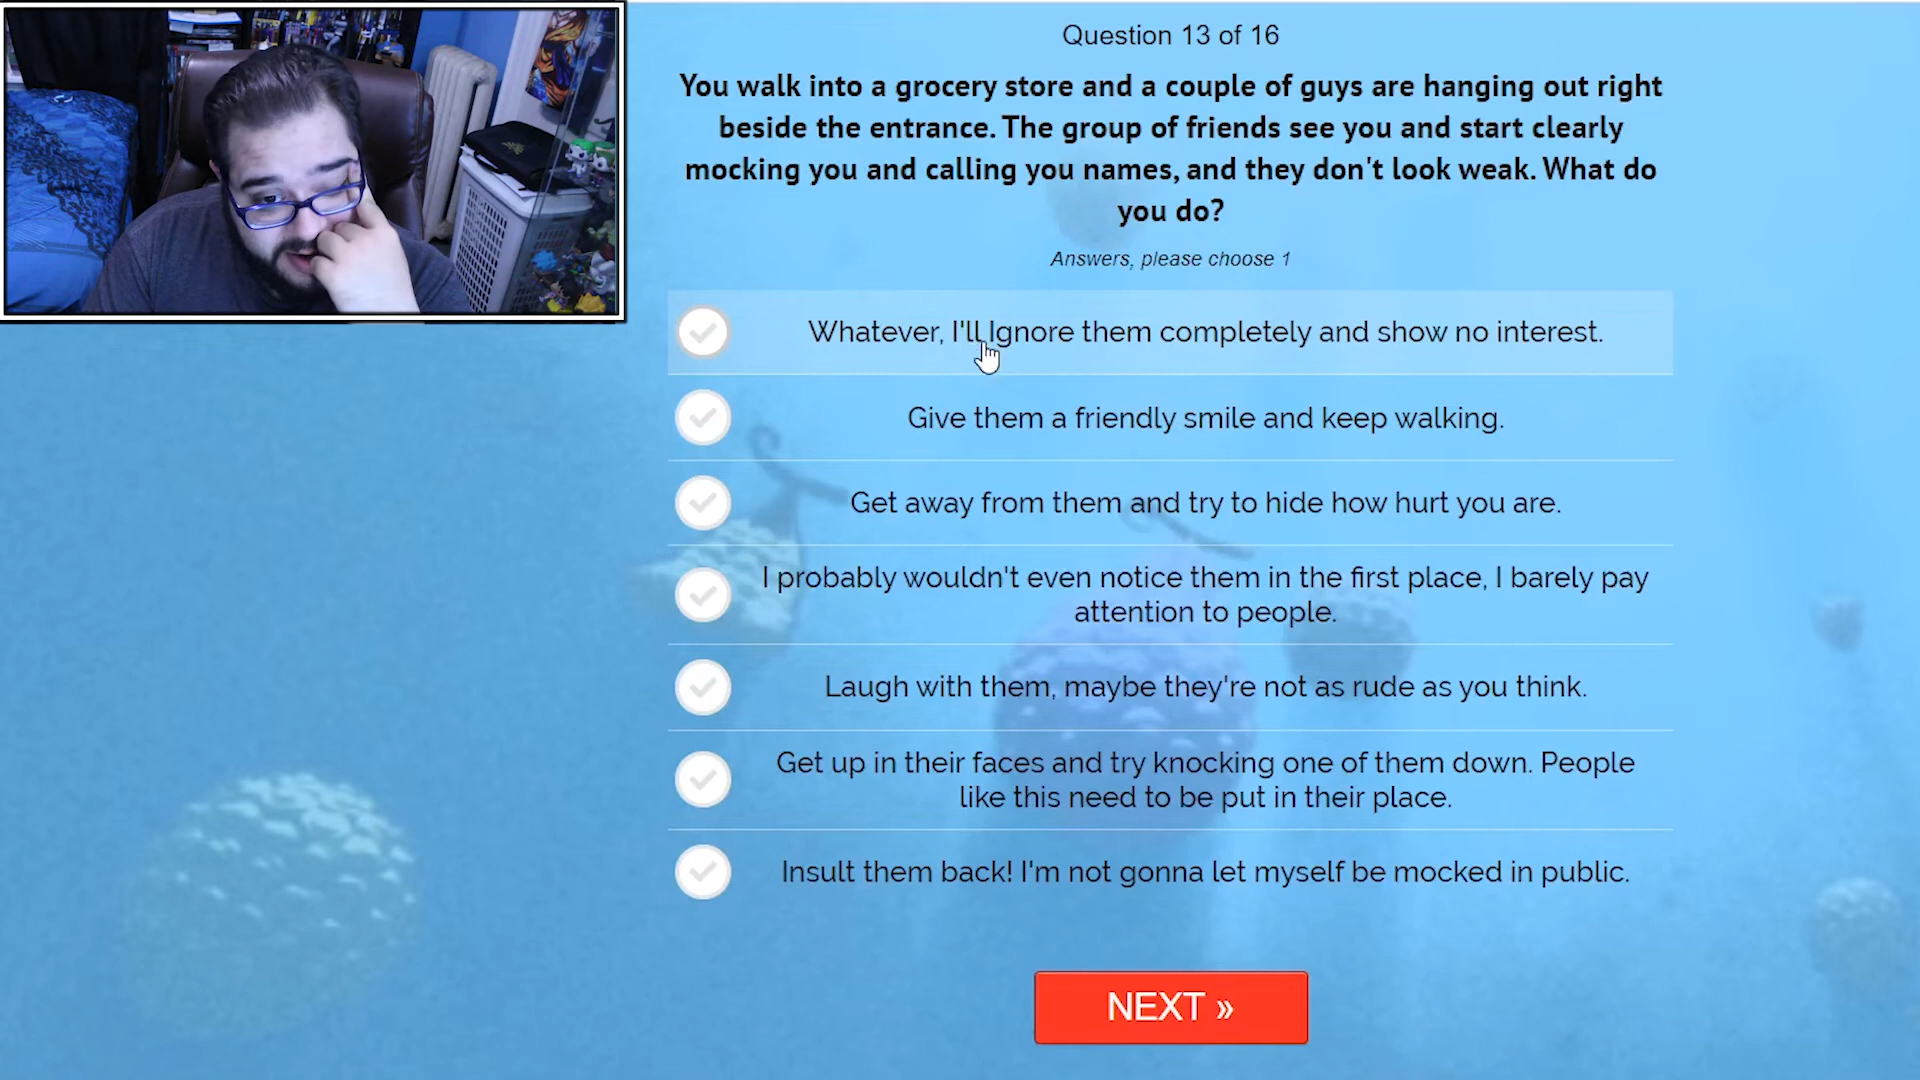 Question 13 of 16
You walk into a grocery store and a couple of guys are hanging out right
beside the entrance. The group of friends see you and start clearly
mocking you and calling you names, and they don't look weak. What do
you do?
Answers, please choose 1
Whatever, I'll Ignore them completely and show no interest.
Give them a friendly smile and keep walking.
Get away from them and try to hide how hurt you are.
I probably wouldn't even notice them in the first place, I barely pay
attention to people.
Laugh with them, maybe they're not as rude as you think.
Get up in their faces and try knocking one of them down. People
like this need to be put in their place.
Insult them back! I'm not gonna let myself be mocked in public.
NEXT »